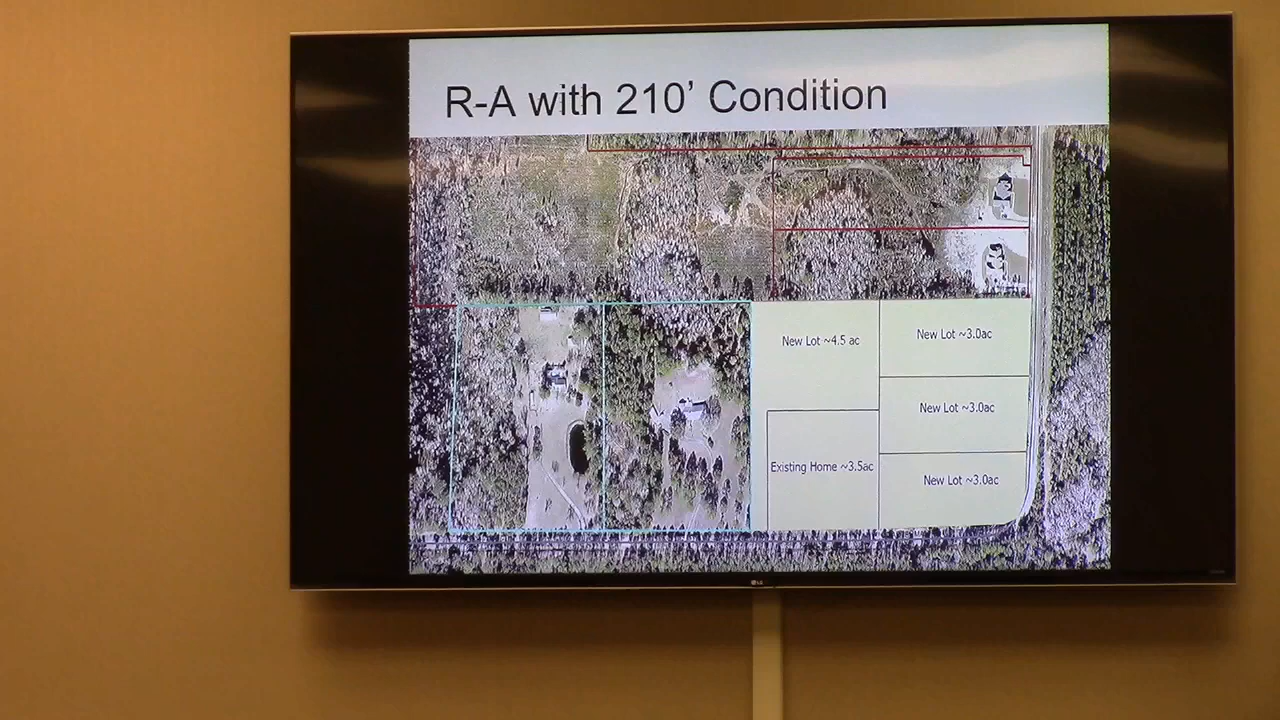 R-A with 210’ Condition
New Lot ~4.5 ac
New Lot ~3.0ac
New Lot ~3.0ac
Existing Home ~3.5ac
New Lot ~3.0ac
LG